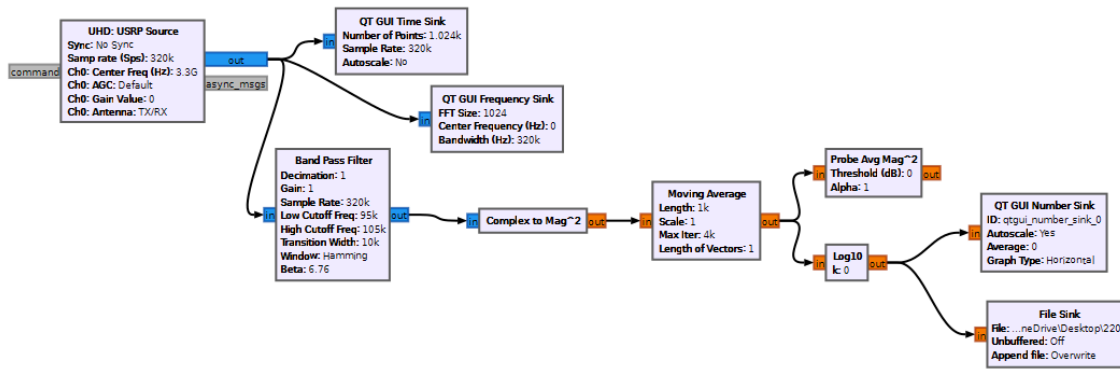 UHD: USRP Source
Sync: No Sync
Samp rate (Sps): 320k
Ch0: Center Freq (Hz): 3.3G
Ch0: AGC: Default
Ch0: Gain Value: 0
Ch0: Antenna: TX/RX
command
out
async_msgs
QT GUI Time Sink
Number of Points: 1.024k
Sample Rate: 320k
Autoscale: No
in
QT GUI Frequency Sink
FFT Size: 1024
Center Frequency (Hz): 0
Bandwidth (Hz): 320k
in
Band Pass Filter
Decimation: 1
Gain: 1
Sample Rate: 320k
Low Cutoff Freq: 95k
High Cutoff Freq: 105k
Transition Width: 10k
Window: Hamming
Beta: 6.76
in
out
in
Complex to Mag^2
out
Moving Average
Length: 1k
Scale: 1
Max Iter: 4k
Length of Vectors: 1
in
out
Probe Avg Mag^2
Threshold (dB): 0
Alpha: 1
in
out
Log10
k: 0
in
out
QT GUI Number Sink
ID: qtgui_number_sink_0
Autoscale: Yes
Average: 0
Graph Type: Horizontal
in
File Sink
File: ...neDrive\Desktop\220
Unbuffered: Off
Append file: Overwrite
in